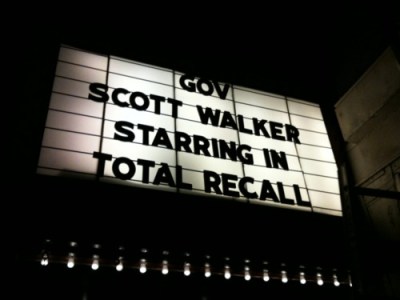 GOV
SCOTT WALKER
STARRING IN
TOTAL RECALL